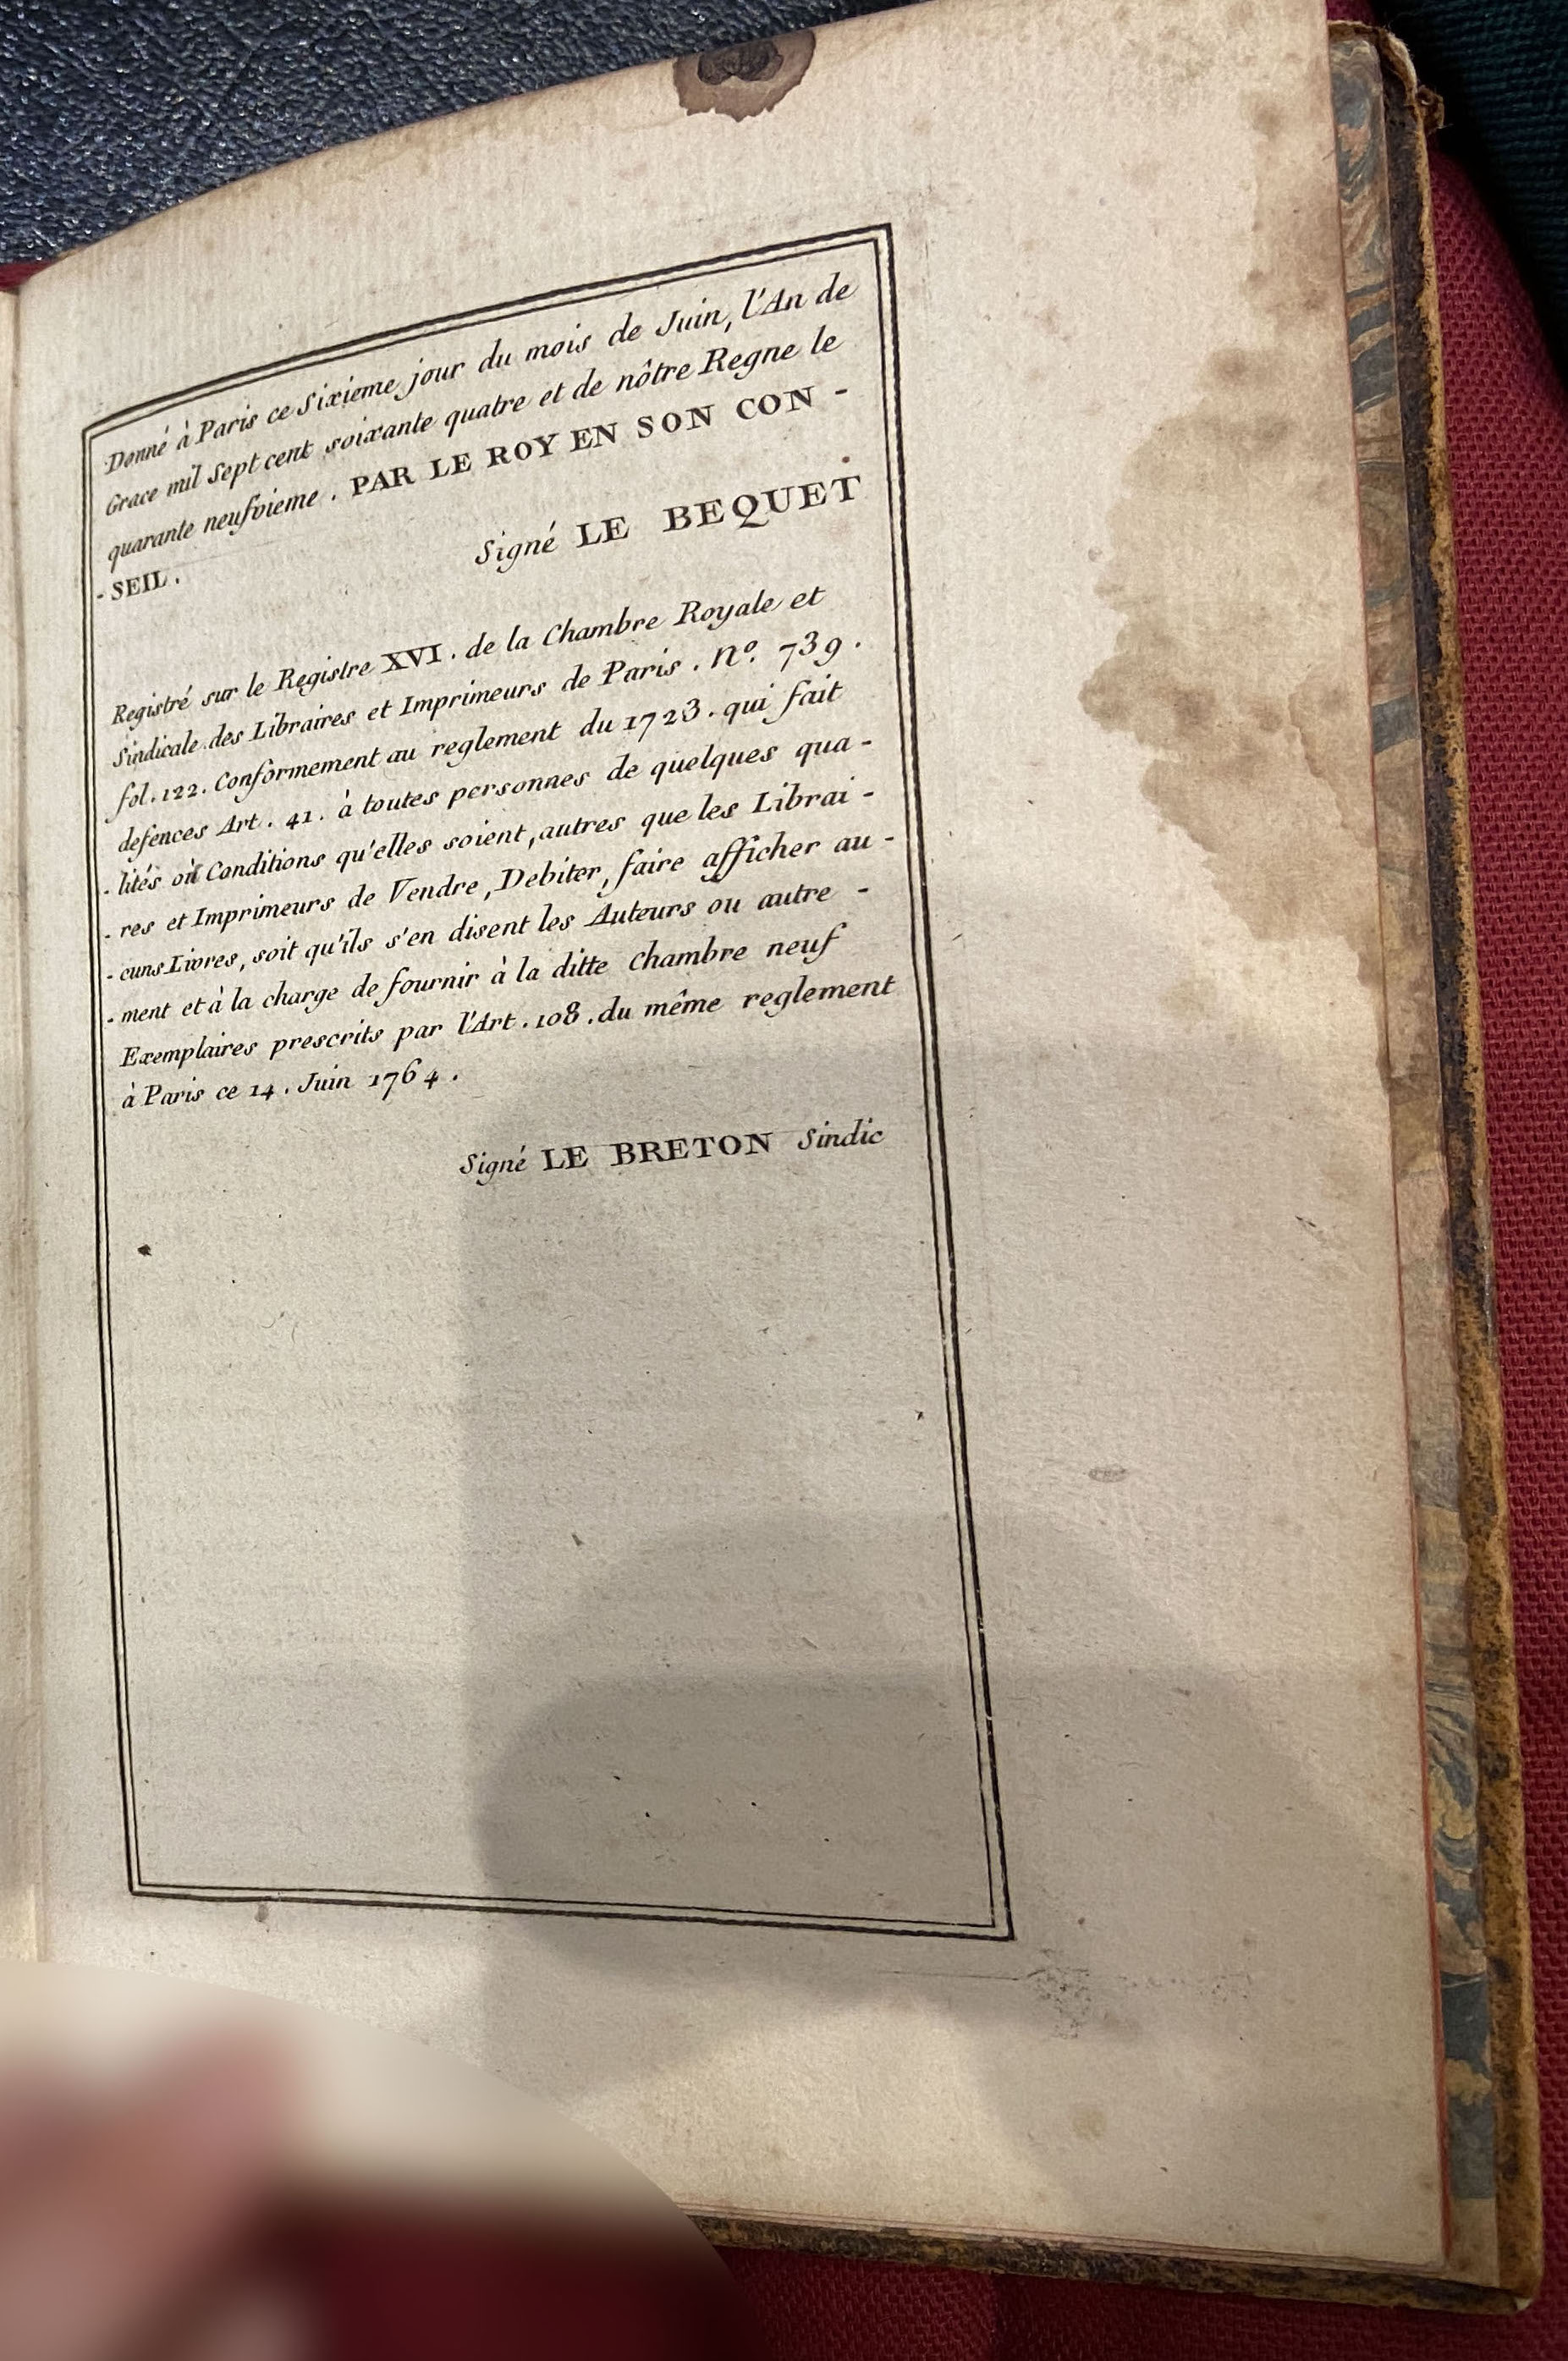 Donné à Paris ce Sixieme jour du mois de Juin, l'An de
Grace mil Sept cent soixante quatre et de nôtre Regne le
quarante neufvieme . PAR LE ROY EN SON CON -
- SEIL .
Signé LE BEQUET
Registré sur le Registre XVI . de la Chambre Royale et
Sindicale des Libraires et Imprimeurs de Paris . N°. 739 .
fol . 122 . Conformement au reglement du 1723 . qui fait
defences Art . 41 . à toutes personnes de quelques qua -
- lités où Conditions qu'elles soient, autres que les Librai -
- res et Imprimeurs de Vendre, Debiter, faire afficher au -
- cuns Livres, soit qu'ils s'en disent les Auteurs ou autre -
- ment et à la charge de fournir à la ditte Chambre neuf
Exemplaires prescrits par l'Art . 108 . du même reglement
à Paris ce 14 . Juin 1764 .
Signé LE BRETON Sindic